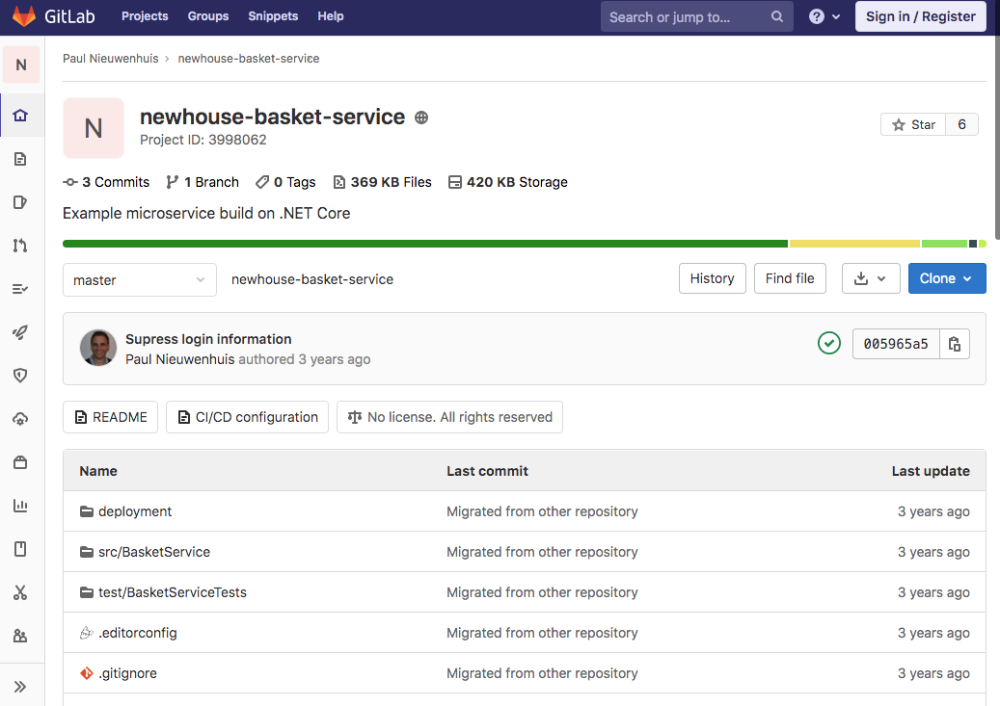 GitLab Projects Groups Snippets Help Search or jump to... ? Sign in / Register
N Paul Nieuwenhuis › newhouse-basket-service
N newhouse-basket-service
Project ID: 3998062
Star 6
3 Commits 1 Branch 0 Tags 369 KB Files 420 KB Storage
Example microservice build on .NET Core
master newhouse-basket-service History Find file Clone
Supress login information
Paul Nieuwenhuis authored 3 years ago
005965a5
README CI/CD configuration No license. All rights reserved
Name Last commit Last update
deployment Migrated from other repository 3 years ago
src/BasketService Migrated from other repository 3 years ago
test/BasketServiceTests Migrated from other repository 3 years ago
.editorconfig Migrated from other repository 3 years ago
.gitignore Migrated from other repository 3 years ago